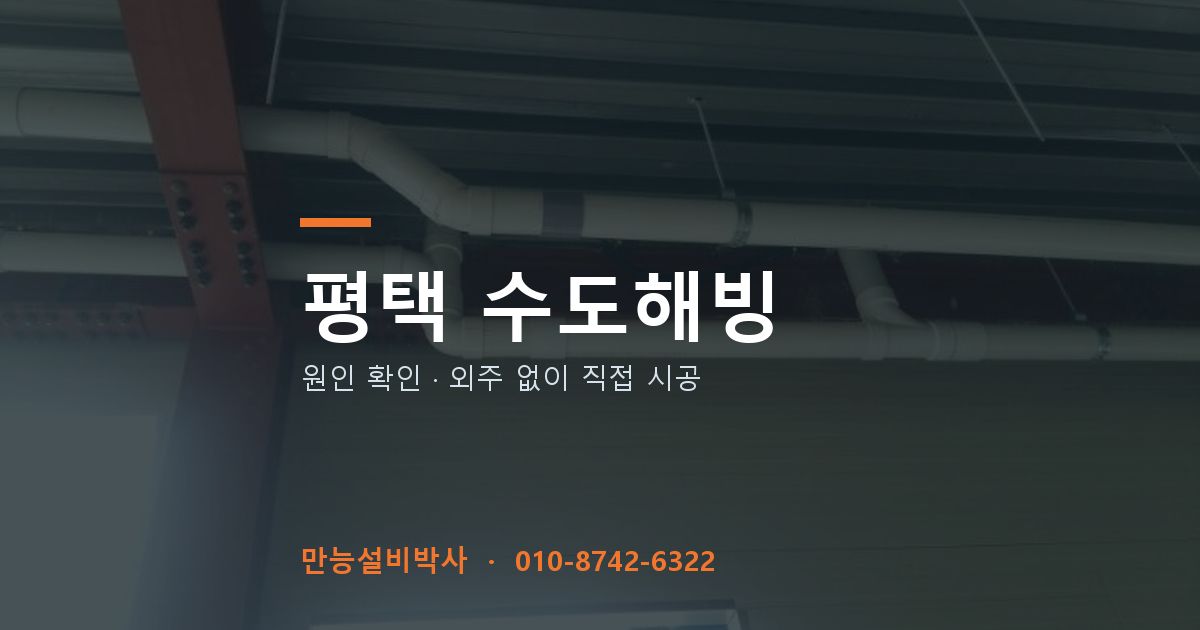 평택 수도해빙
원인 확인 · 외주 없이 직접 시공
만능설비박사 · 010-8742-6322